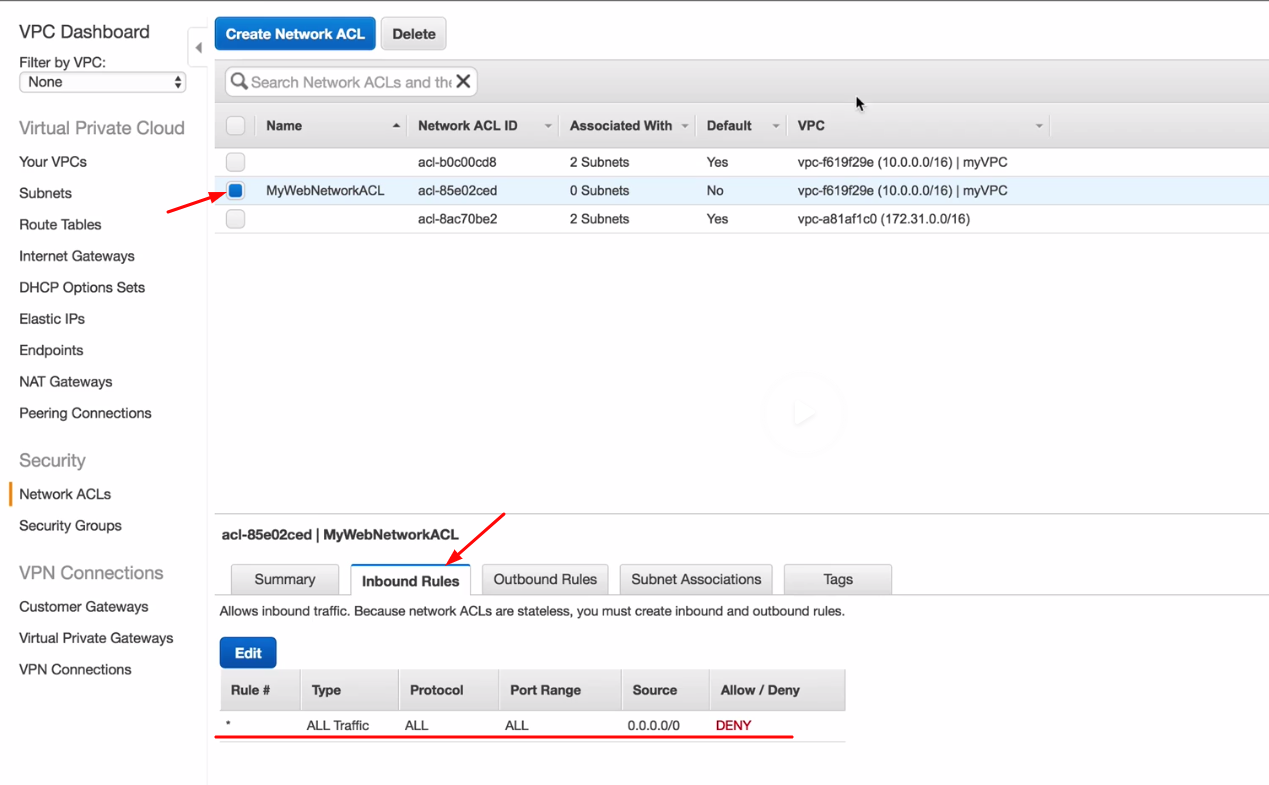 VPC Dashboard
Filter by VPC:
None
Virtual Private Cloud
Your VPCs
Subnets
Route Tables
Internet Gateways
DHCP Options Sets
Elastic IPs
Endpoints
NAT Gateways
Peering Connections
Security
Network ACLs
Security Groups
VPN Connections
Customer Gateways
Virtual Private Gateways
VPN Connections
Create Network ACL Delete
Search Network ACLs and the
Name Network ACL ID Associated With Default VPC
acl-b0c00cd8 2 Subnets Yes vpc-f619f29e (10.0.0.0/16) | myVPC
MyWebNetworkACL acl-85e02ced 0 Subnets No vpc-f619f29e (10.0.0.0/16) | myVPC
acl-8ac70be2 2 Subnets Yes vpc-a81af1c0 (172.31.0.0/16)
acl-85e02ced | MyWebNetworkACL
Summary Inbound Rules Outbound Rules Subnet Associations Tags
Allows inbound traffic. Because network ACLs are stateless, you must create inbound and outbound rules.
Edit
Rule # Type Protocol Port Range Source Allow / Deny
* ALL Traffic ALL ALL 0.0.0.0/0 DENY